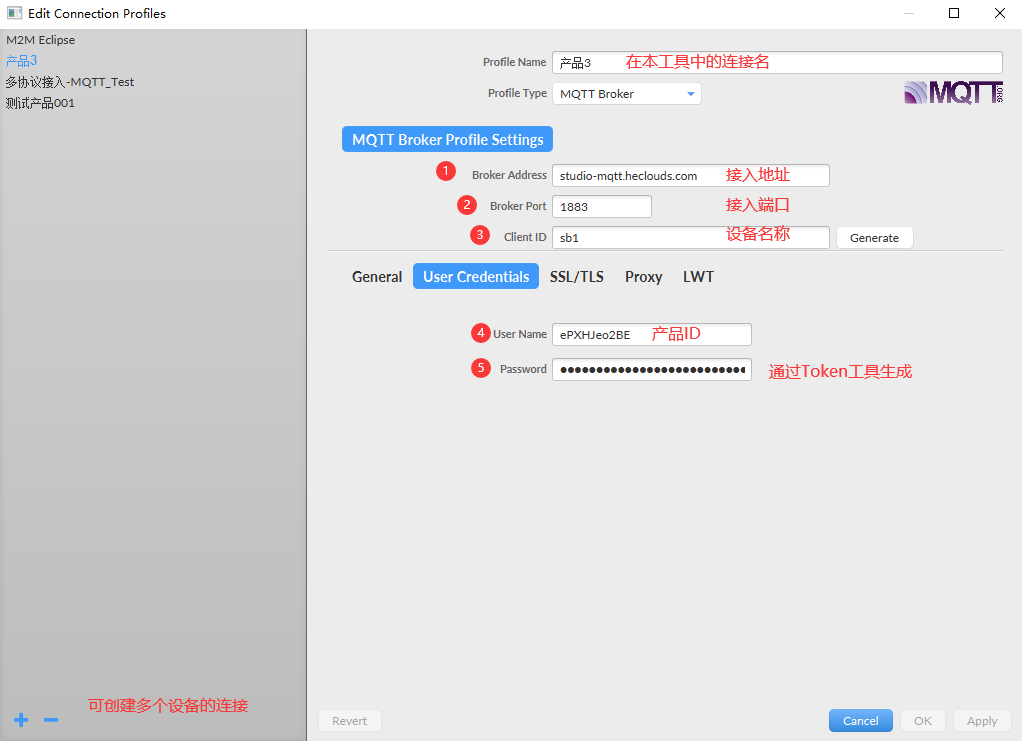 Edit Connection Profiles
M2M Eclipse
产品3
多协议接入-MQTT_Test
测试产品001
可创建多个设备的连接
Profile Name 产品3 在本工具中的连接名
Profile Type MQTT Broker
MQTT.ORG
MQTT Broker Profile Settings
1 Broker Address studio-mqtt.heclouds.com 接入地址
2 Broker Port 1883 接入端口
3 Client ID sb1 设备名称 Generate
General User Credentials SSL/TLS Proxy LWT
4 User Name ePXHJeo2BE 产品ID
5 Password ●●●●●●●●●●●●●●●●●●●●●●●●●● 通过Token工具生成
Revert Cancel OK Apply